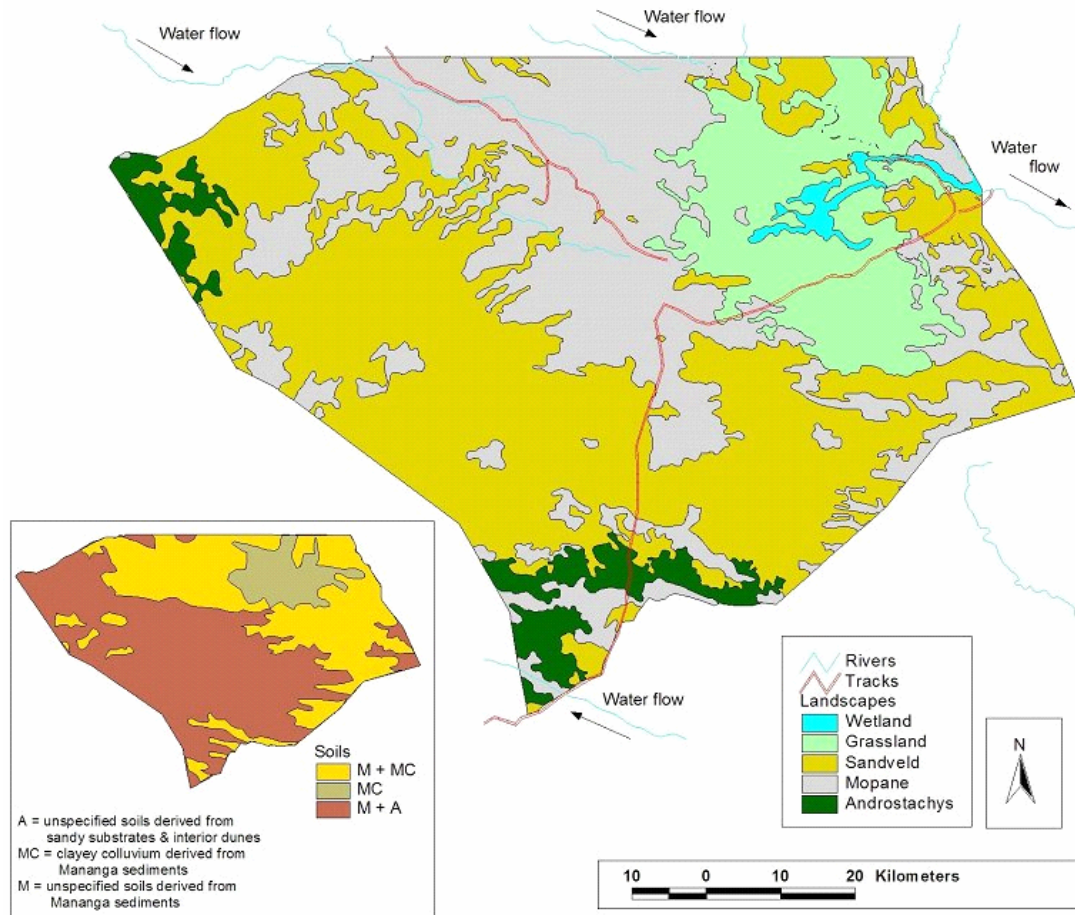 Water flow
Water flow
Water flow
Water flow
Rivers
Tracks
Landscapes
Wetland
Grassland
Sandveld
Mopane
Androstachys
N
10 0 10 20 Kilometers
Soils
M + MC
MC
M + A
A = unspecified soils derived from
sandy substrates & interior dunes
MC = clayey colluvium derived from
Mananga sediments
M = unspecified soils derived from
Mananga sediments